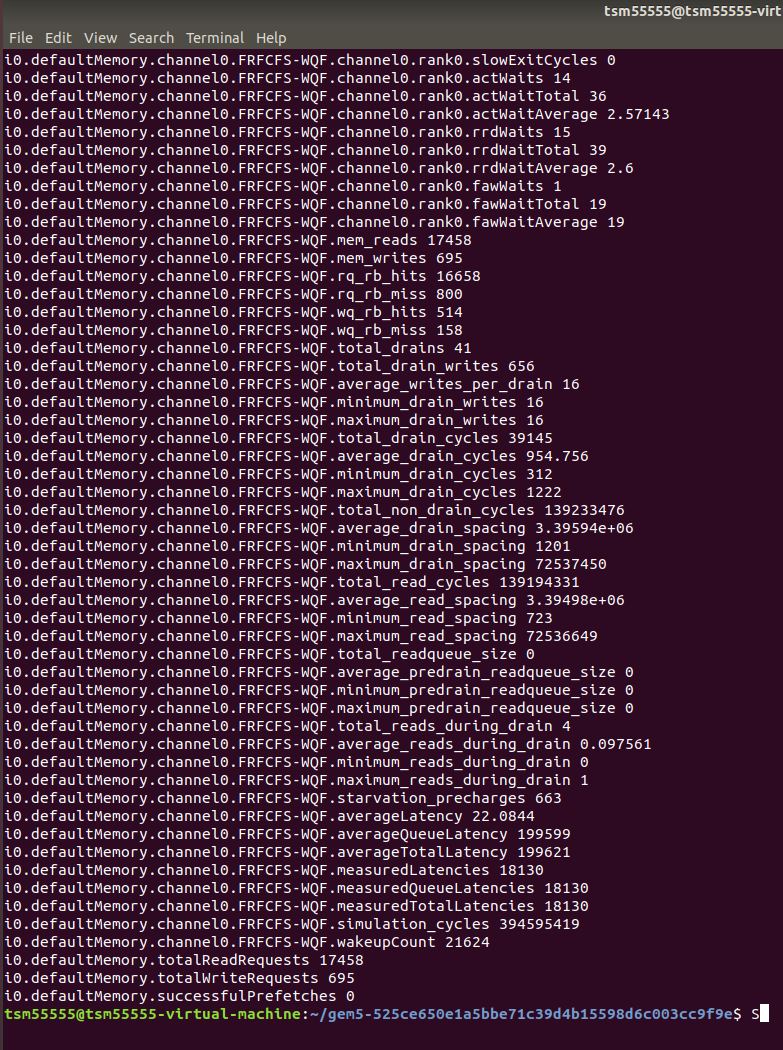 tsm55555@tsm55555-virt
File Edit View Search Terminal Help
i0.defaultMemory.channel0.FRFCFS-WQF.channel0.rank0.slowExitCycles 0
i0.defaultMemory.channel0.FRFCFS-WQF.channel0.rank0.actWaits 14
i0.defaultMemory.channel0.FRFCFS-WQF.channel0.rank0.actWaitTotal 36
i0.defaultMemory.channel0.FRFCFS-WQF.channel0.rank0.actWaitAverage 2.57143
i0.defaultMemory.channel0.FRFCFS-WQF.channel0.rank0.rrdWaits 15
i0.defaultMemory.channel0.FRFCFS-WQF.channel0.rank0.rrdWaitTotal 39
i0.defaultMemory.channel0.FRFCFS-WQF.channel0.rank0.rrdWaitAverage 2.6
i0.defaultMemory.channel0.FRFCFS-WQF.channel0.rank0.fawWaits 1
i0.defaultMemory.channel0.FRFCFS-WQF.channel0.rank0.fawWaitTotal 19
i0.defaultMemory.channel0.FRFCFS-WQF.channel0.rank0.fawWaitAverage 19
i0.defaultMemory.channel0.FRFCFS-WQF.mem_reads 17458
i0.defaultMemory.channel0.FRFCFS-WQF.mem_writes 695
i0.defaultMemory.channel0.FRFCFS-WQF.rq_rb_hits 16658
i0.defaultMemory.channel0.FRFCFS-WQF.rq_rb_miss 800
i0.defaultMemory.channel0.FRFCFS-WQF.wq_rb_hits 514
i0.defaultMemory.channel0.FRFCFS-WQF.wq_rb_miss 158
i0.defaultMemory.channel0.FRFCFS-WQF.total_drains 41
i0.defaultMemory.channel0.FRFCFS-WQF.total_drain_writes 656
i0.defaultMemory.channel0.FRFCFS-WQF.average_writes_per_drain 16
i0.defaultMemory.channel0.FRFCFS-WQF.minimum_drain_writes 16
i0.defaultMemory.channel0.FRFCFS-WQF.maximum_drain_writes 16
i0.defaultMemory.channel0.FRFCFS-WQF.total_drain_cycles 39145
i0.defaultMemory.channel0.FRFCFS-WQF.average_drain_cycles 954.756
i0.defaultMemory.channel0.FRFCFS-WQF.minimum_drain_cycles 312
i0.defaultMemory.channel0.FRFCFS-WQF.maximum_drain_cycles 1222
i0.defaultMemory.channel0.FRFCFS-WQF.total_non_drain_cycles 139233476
i0.defaultMemory.channel0.FRFCFS-WQF.average_drain_spacing 3.39594e+06
i0.defaultMemory.channel0.FRFCFS-WQF.minimum_drain_spacing 1201
i0.defaultMemory.channel0.FRFCFS-WQF.maximum_drain_spacing 72537450
i0.defaultMemory.channel0.FRFCFS-WQF.total_read_cycles 139194331
i0.defaultMemory.channel0.FRFCFS-WQF.average_read_spacing 3.39498e+06
i0.defaultMemory.channel0.FRFCFS-WQF.minimum_read_spacing 723
i0.defaultMemory.channel0.FRFCFS-WQF.maximum_read_spacing 72536649
i0.defaultMemory.channel0.FRFCFS-WQF.total_readqueue_size 0
i0.defaultMemory.channel0.FRFCFS-WQF.average_predrain_readqueue_size 0
i0.defaultMemory.channel0.FRFCFS-WQF.minimum_predrain_readqueue_size 0
i0.defaultMemory.channel0.FRFCFS-WQF.maximum_predrain_readqueue_size 0
i0.defaultMemory.channel0.FRFCFS-WQF.total_reads_during_drain 4
i0.defaultMemory.channel0.FRFCFS-WQF.average_reads_during_drain 0.097561
i0.defaultMemory.channel0.FRFCFS-WQF.minimum_reads_during_drain 0
i0.defaultMemory.channel0.FRFCFS-WQF.maximum_reads_during_drain 1
i0.defaultMemory.channel0.FRFCFS-WQF.starvation_precharges 663
i0.defaultMemory.channel0.FRFCFS-WQF.averageLatency 22.0844
i0.defaultMemory.channel0.FRFCFS-WQF.averageQueueLatency 199599
i0.defaultMemory.channel0.FRFCFS-WQF.averageTotalLatency 199621
i0.defaultMemory.channel0.FRFCFS-WQF.measuredLatencies 18130
i0.defaultMemory.channel0.FRFCFS-WQF.measuredQueueLatencies 18130
i0.defaultMemory.channel0.FRFCFS-WQF.measuredTotalLatencies 18130
i0.defaultMemory.channel0.FRFCFS-WQF.simulation_cycles 394595419
i0.defaultMemory.channel0.FRFCFS-WQF.wakeupCount 21624
i0.defaultMemory.totalReadRequests 17458
i0.defaultMemory.totalWriteRequests 695
i0.defaultMemory.successfulPrefetches 0
tsm55555@tsm55555-virtual-machine:~/gem5-525ce650e1a5bbe71c39d4b15598d6c003cc9f9e$ S